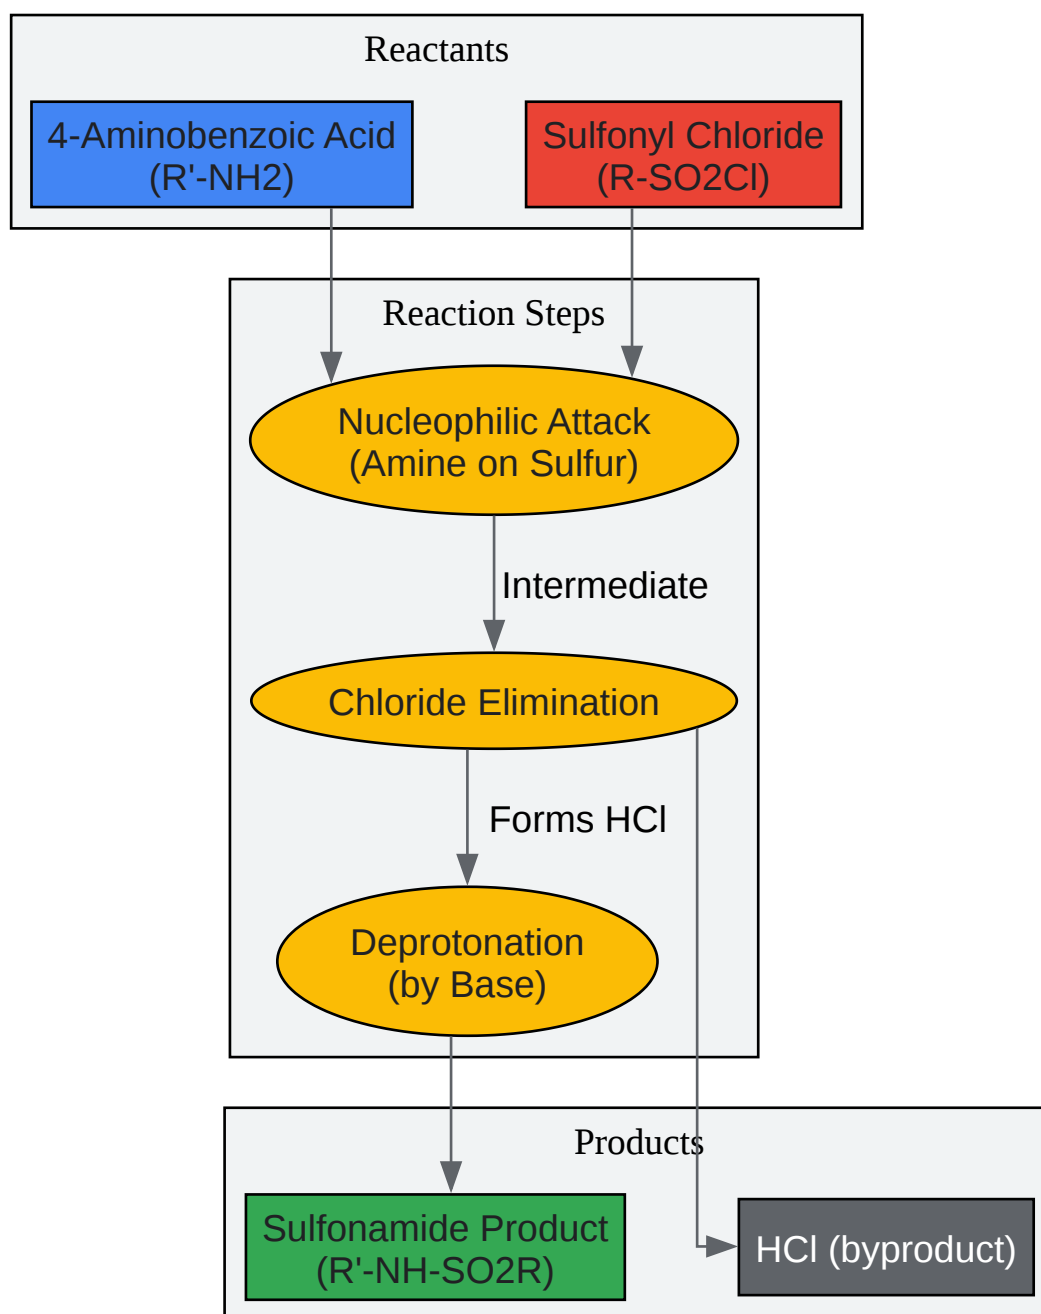 Reactants
4-Aminobenzoic Acid
(R'-NH2)
Sulfonyl Chloride
(R-SO2Cl)
Reaction Steps
Nucleophilic Attack
(Amine on Sulfur)
Intermediate
Chloride Elimination
Forms HCl
Deprotonation
(by Base)
Products
Sulfonamide Product
(R'-NH-SO2R)
HCl (byproduct)